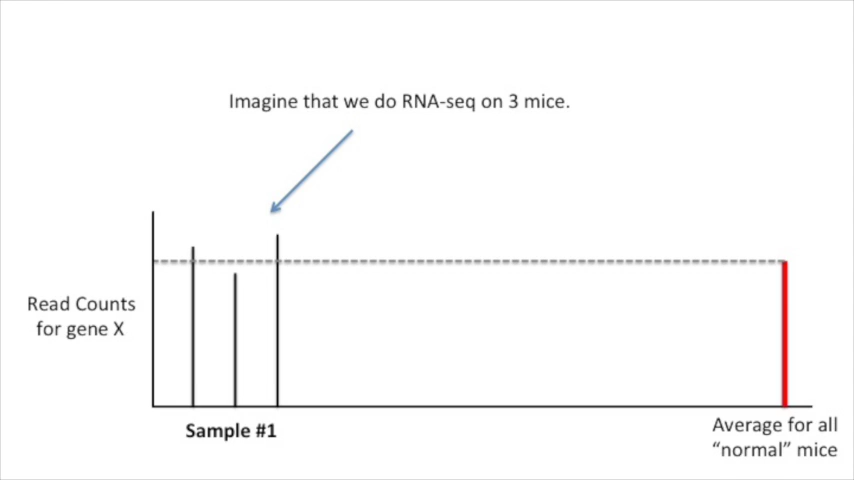 Imagine that we do RNA-seq on 3 mice.
Read Counts
for gene X
Sample #1
Average for all
“normal” mice